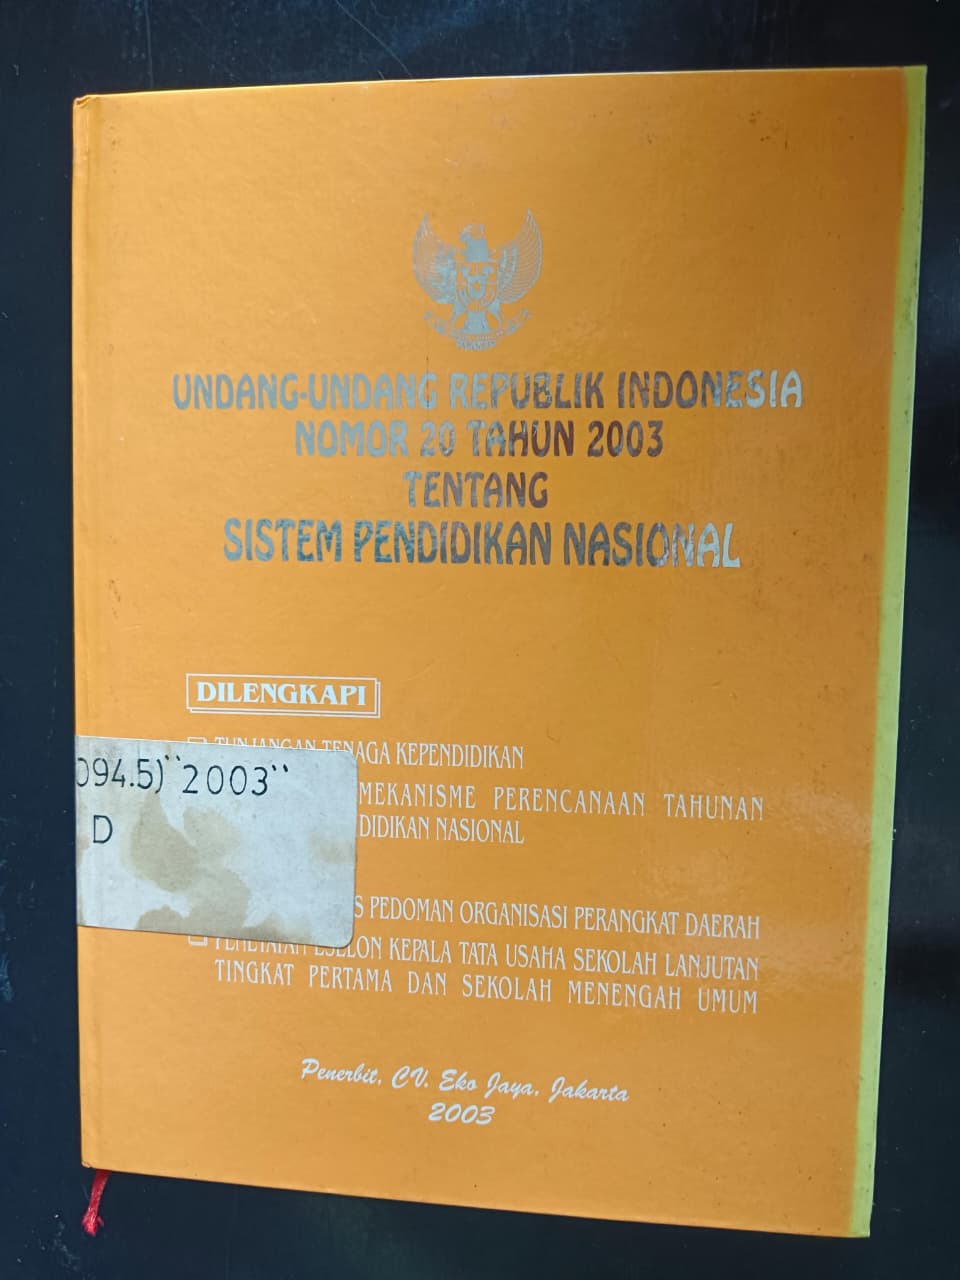 UNDANG-UNDANG REPUBLIK INDONESIA
NOMOR 20 TAHUN 2003
TENTANG
SISTEM PENDIDIKAN NASIONAL
DILENGKAPI
TUNJANGAN TENAGA KEPENDIDIKAN
MEKANISME PERENCANAAN TAHUNAN
DIDIKAN NASIONAL
094.5) "2003"
D
S PEDOMAN ORGANISASI PERANGKAT DAERAH
PENETAPAN ESELON KEPALA TATA USAHA SEKOLAH LANJUTAN
TINGKAT PERTAMA DAN SEKOLAH MENENGAH UMUM
Penerbit, CV. Eko Jaya, Jakarta
2003